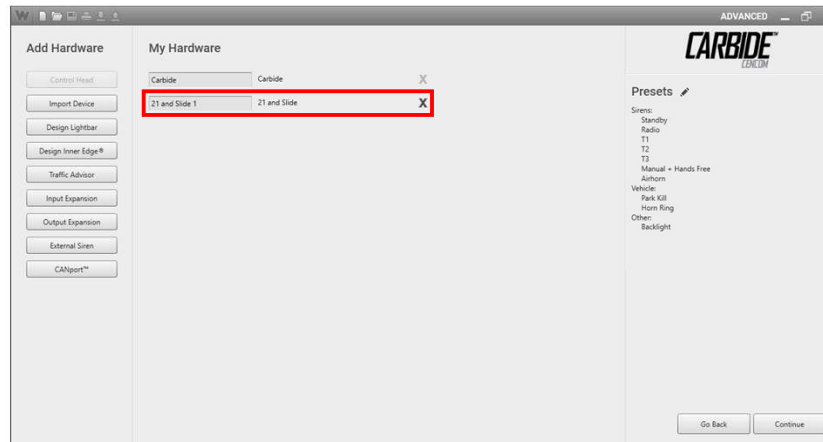 W
ADVANCED
Add Hardware
Control Head
Import Device
Design Lightbar
Design Inner Edge®
Traffic Advisor
Input Expansion
Output Expansion
External Siren
CANport™
My Hardware
Carbide Carbide X
21 and Slide 1 21 and Slide X
CARBIDE™
CENCOM
Presets
Sirens:
Standby
Radio
T1
T2
T3
Manual + Hands Free
Airhorn
Vehicle:
Park Kill
Horn Ring
Other:
Backlight
Go Back Continue